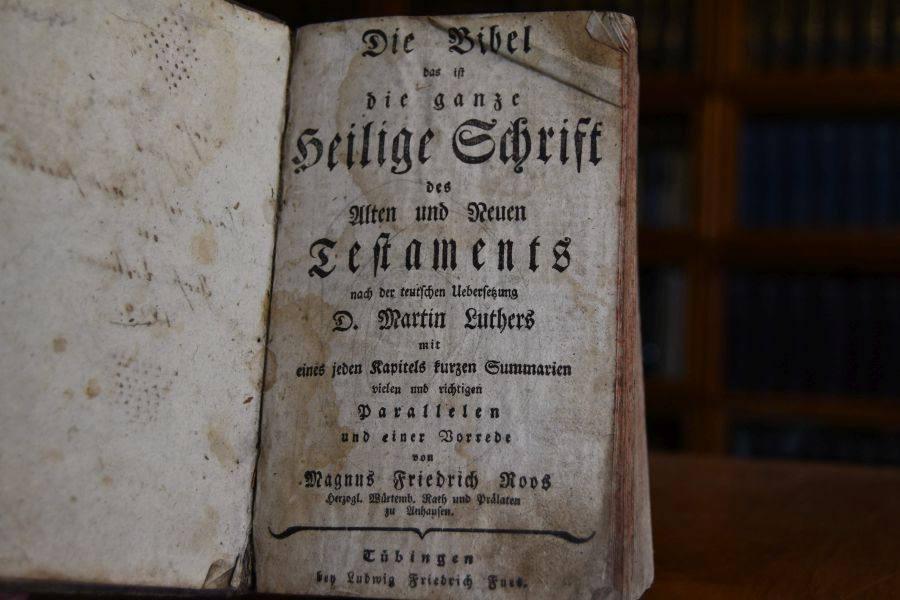 Die Bibel
das ist
die ganze
Heilige Schrift
des
Alten und Neuen
Testaments
nach der teutschen Uebersetzung
D. Martin Luthers
mit
eines jeden Kapitels kurzen Summarien
vielen und richtigen
Parallelen
und einer Vorrede
von
Magnus Friedrich Roos
Herzogl. Würtemb. Rath und Prälaten
zu Anhausen.
Tübingen
bey Ludwig Friedrich Fues.